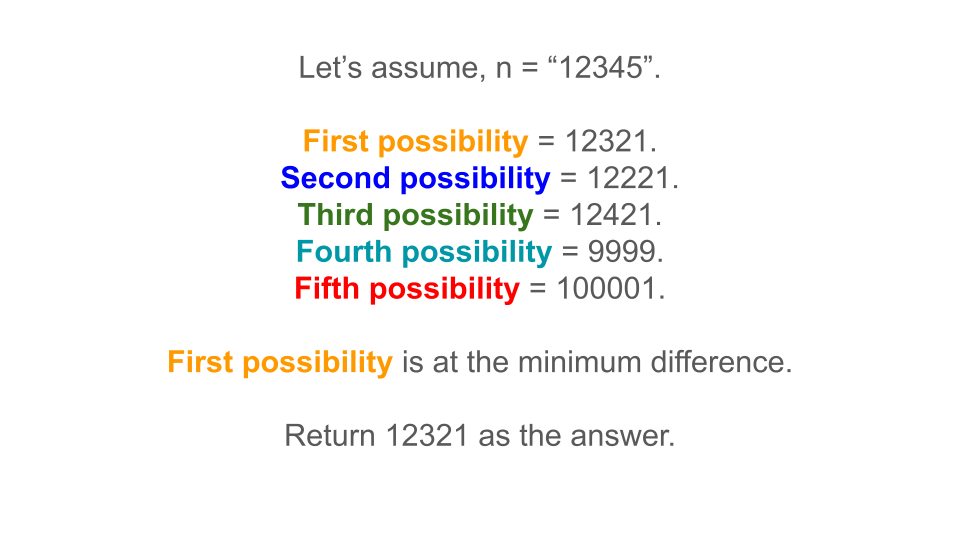 Let’s assume, n = “12345”.
First possibility = 12321.
Second possibility = 12221.
Third possibility = 12421.
Fourth possibility = 9999.
Fifth possibility = 100001.
First possibility is at the minimum difference.
Return 12321 as the answer.